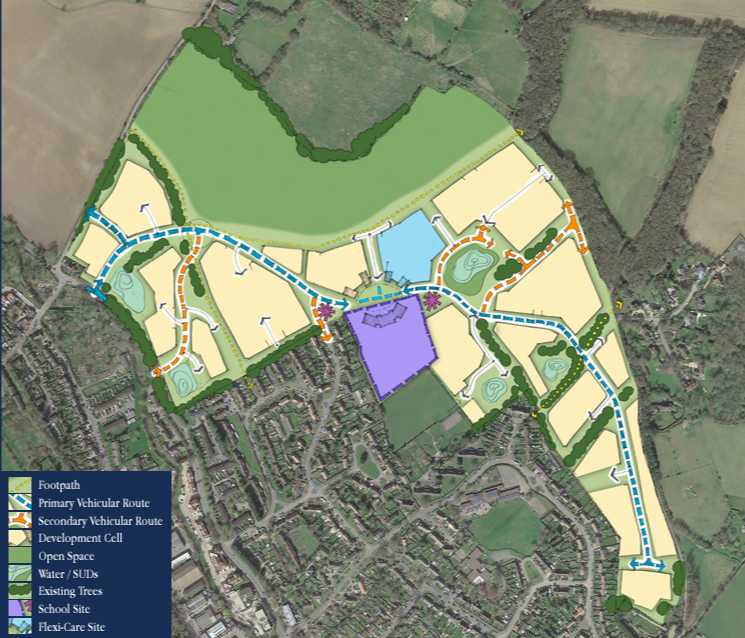 Footpath
Primary Vehicular Route
Secondary Vehicular Route
Development Cell
Open Space
Water / SUDs
Existing Trees
School Site
Flexi-Care Site